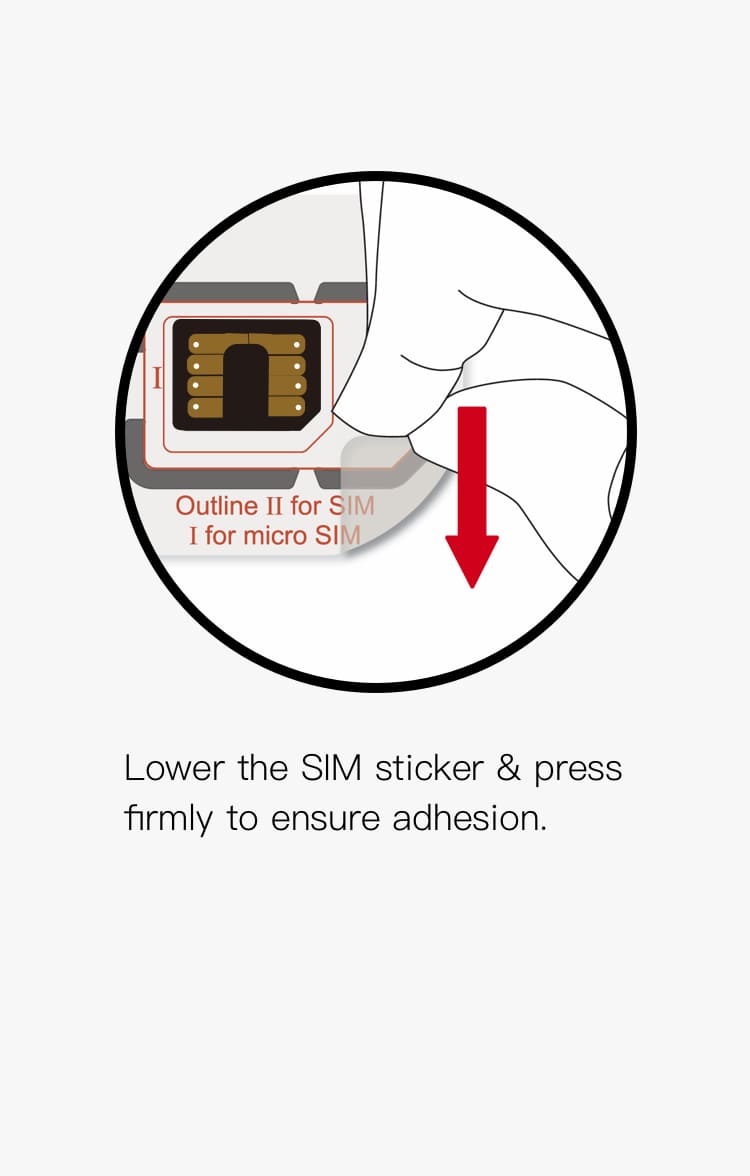 I
Outline II for SIM
I for micro SIM
Lower the SIM sticker & press
firmly to ensure adhesion.